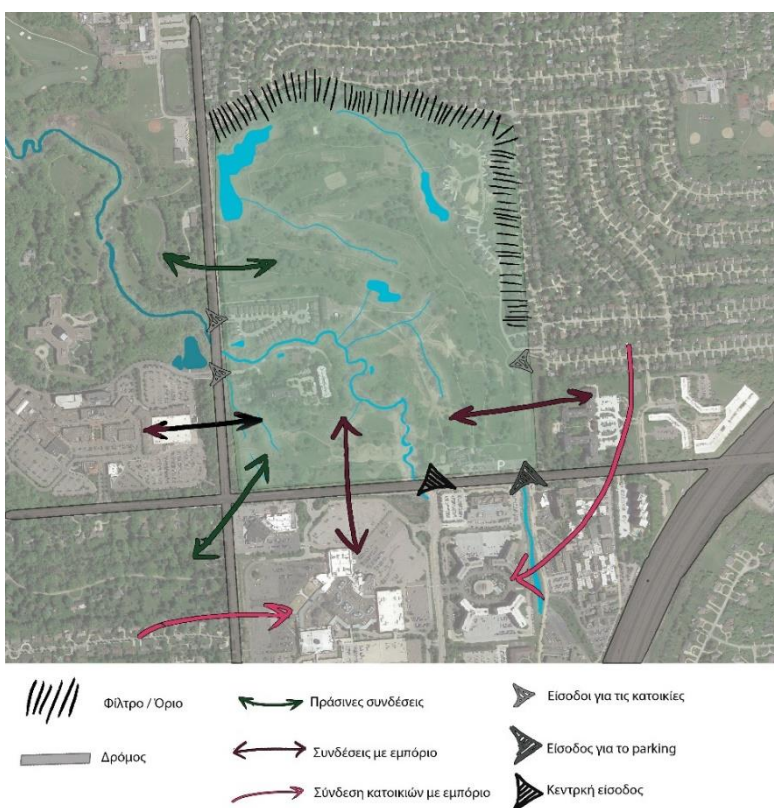 P
Φίλτρο / Όριο
Πράσινες συνδέσεις
Είσοδοι για τις κατοικίες
Δρόμος
Συνδέσεις με εμπόριο
Είσοδος για το parking
Σύνδεση κατοικιών με εμπόριο
Κεντρκή είσοδος